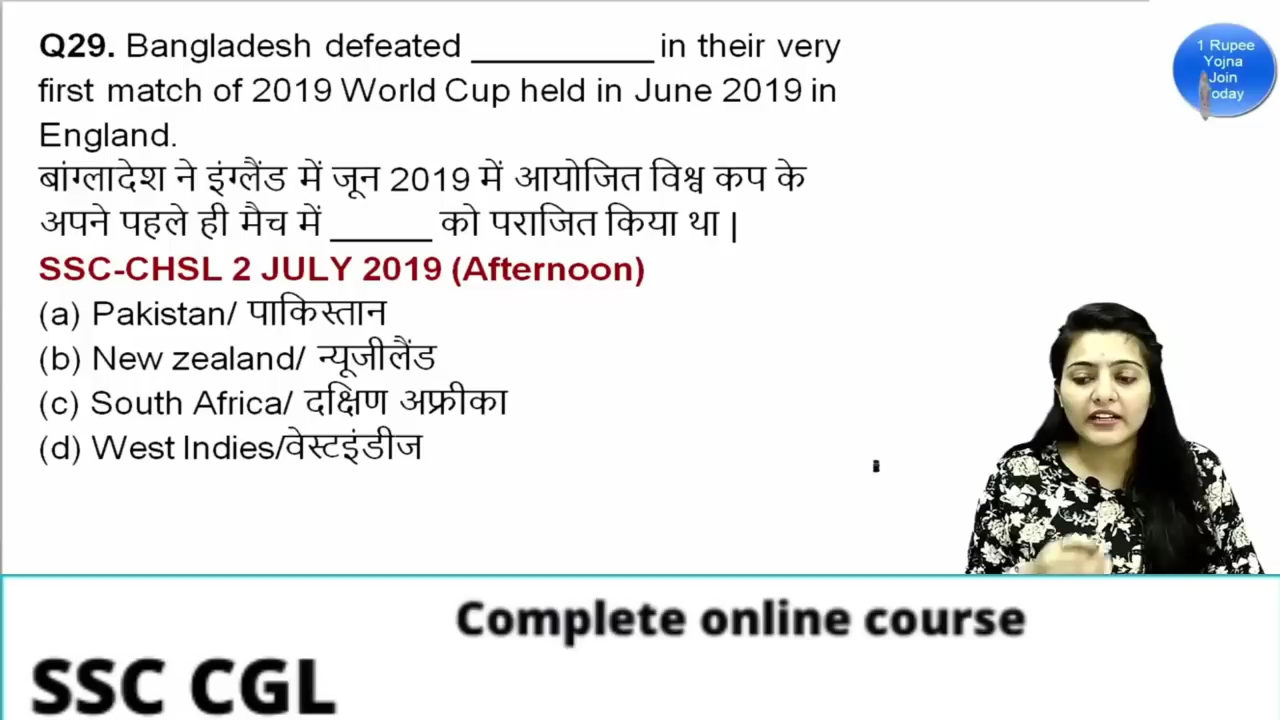 Q29. Bangladesh defeated __________ in their very
first match of 2019 World Cup held in June 2019 in
England.
बांग्लादेश ने इंग्लैंड में जून 2019 में आयोजित विश्व कप के
अपने पहले ही मैच में ______ को पराजित किया था |
SSC-CHSL 2 JULY 2019 (Afternoon)
(a) Pakistan/ पाकिस्तान
(b) New zealand/ न्यूजीलैंड
(c) South Africa/ दक्षिण अफ्रीका
(d) West Indies/वेस्टइंडीज
1 Rupee
Yojna
Join
oday
Complete online course
SSC CGL